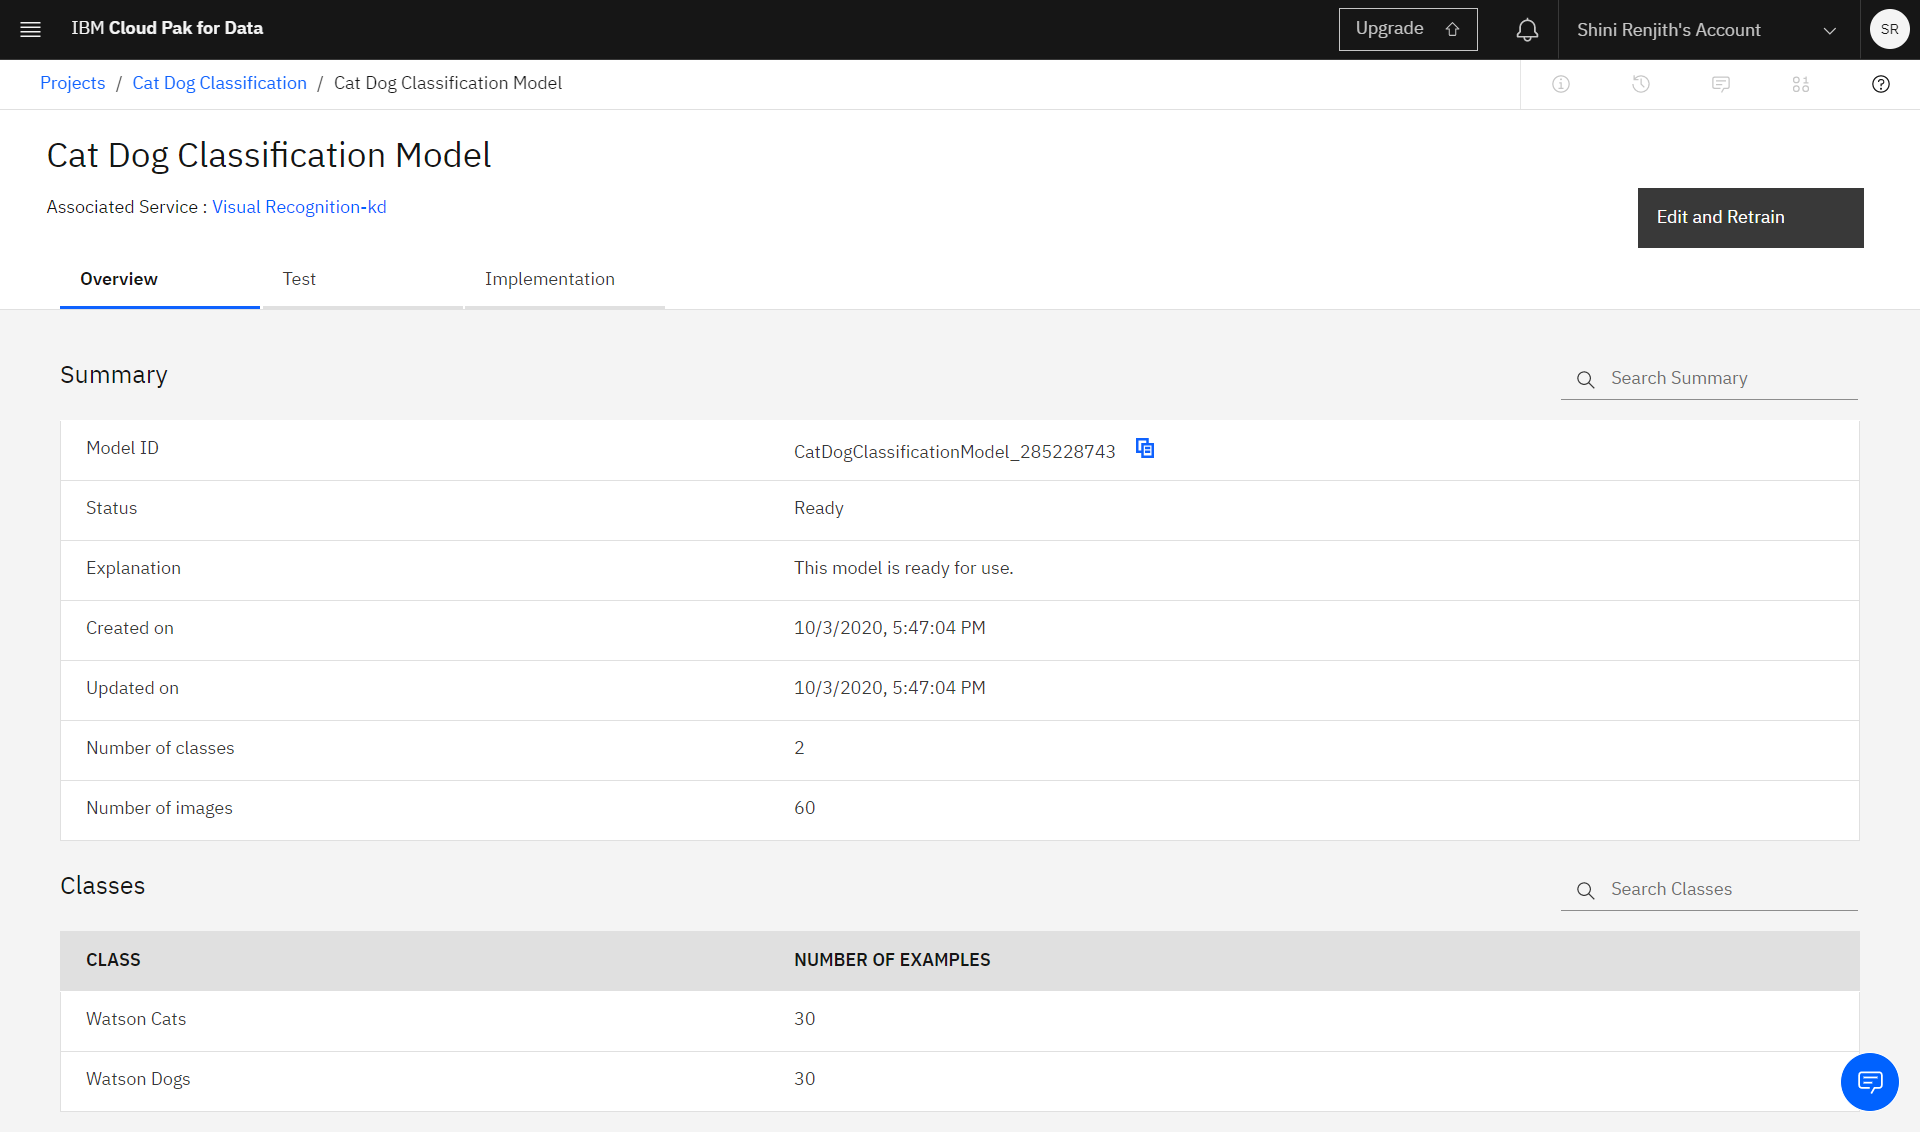 IBM Cloud Pak for Data
Upgrade
Shini Renjith's Account
SR
Projects / Cat Dog Classification / Cat Dog Classification Model
Cat Dog Classification Model
Associated Service : Visual Recognition-kd
Edit and Retrain
Overview Test Implementation
Summary
Search Summary
Model ID CatDogClassificationModel_285228743
Status Ready
Explanation This model is ready for use.
Created on 10/3/2020, 5:47:04 PM
Updated on 10/3/2020, 5:47:04 PM
Number of classes 2
Number of images 60
Classes
Search Classes
CLASS NUMBER OF EXAMPLES
Watson Cats 30
Watson Dogs 30